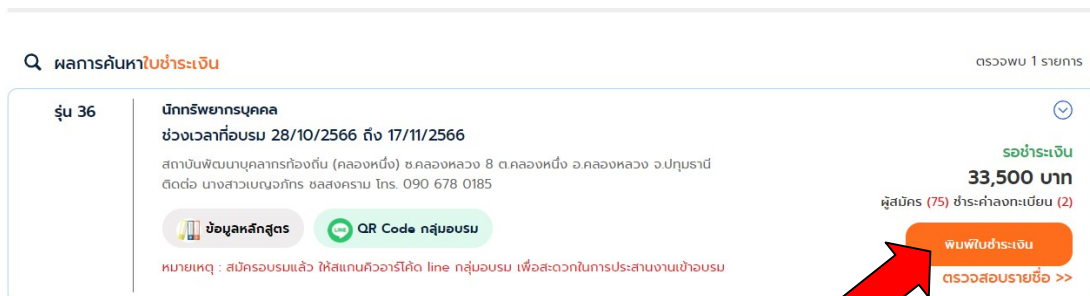 ผลการค้นหาใบชำระเงิน
ตรวจพบ 1 รายการ
รุ่น 36
นักทรัพยากรบุคคล
ช่วงเวลาที่อบรม 28/10/2566 ถึง 17/11/2566
สถาบันพัฒนาบุคลากรท้องถิ่น (คลองหนึ่ง) ซ.คลองหลวง 8 ต.คลองหนึ่ง อ.คลองหลวง จ.ปทุมธานี
ติดต่อ นางสาวเบญจภัทร ชลสงคราม โทร. 090 678 0185
รอชำระเงิน
33,500 บาท
ผู้สมัคร (75) ชำระค่าลงทะเบียน (2)
ข้อมูลหลักสูตร
LINE
QR Code กลุ่มอบรม
พิมพ์ใบชำระเงิน
หมายเหตุ : สมัครอบรมแล้ว ให้สแกนคิวอาร์โค้ด line กลุ่มอบรม เพื่อสะดวกในการประสานงานเข้าอบรม
ตรวจสอบรายชื่อ >>